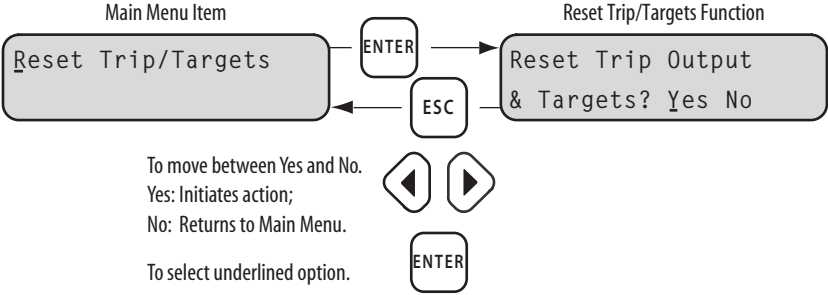 Main Menu Item
Reset Trip/Targets Function
Reset Trip/Targets
ENTER
Reset Trip Output
& Targets? Yes No
ESC
To move between Yes and No.
Yes: Initiates action;
No: Returns to Main Menu.
To select underlined option.
ENTER